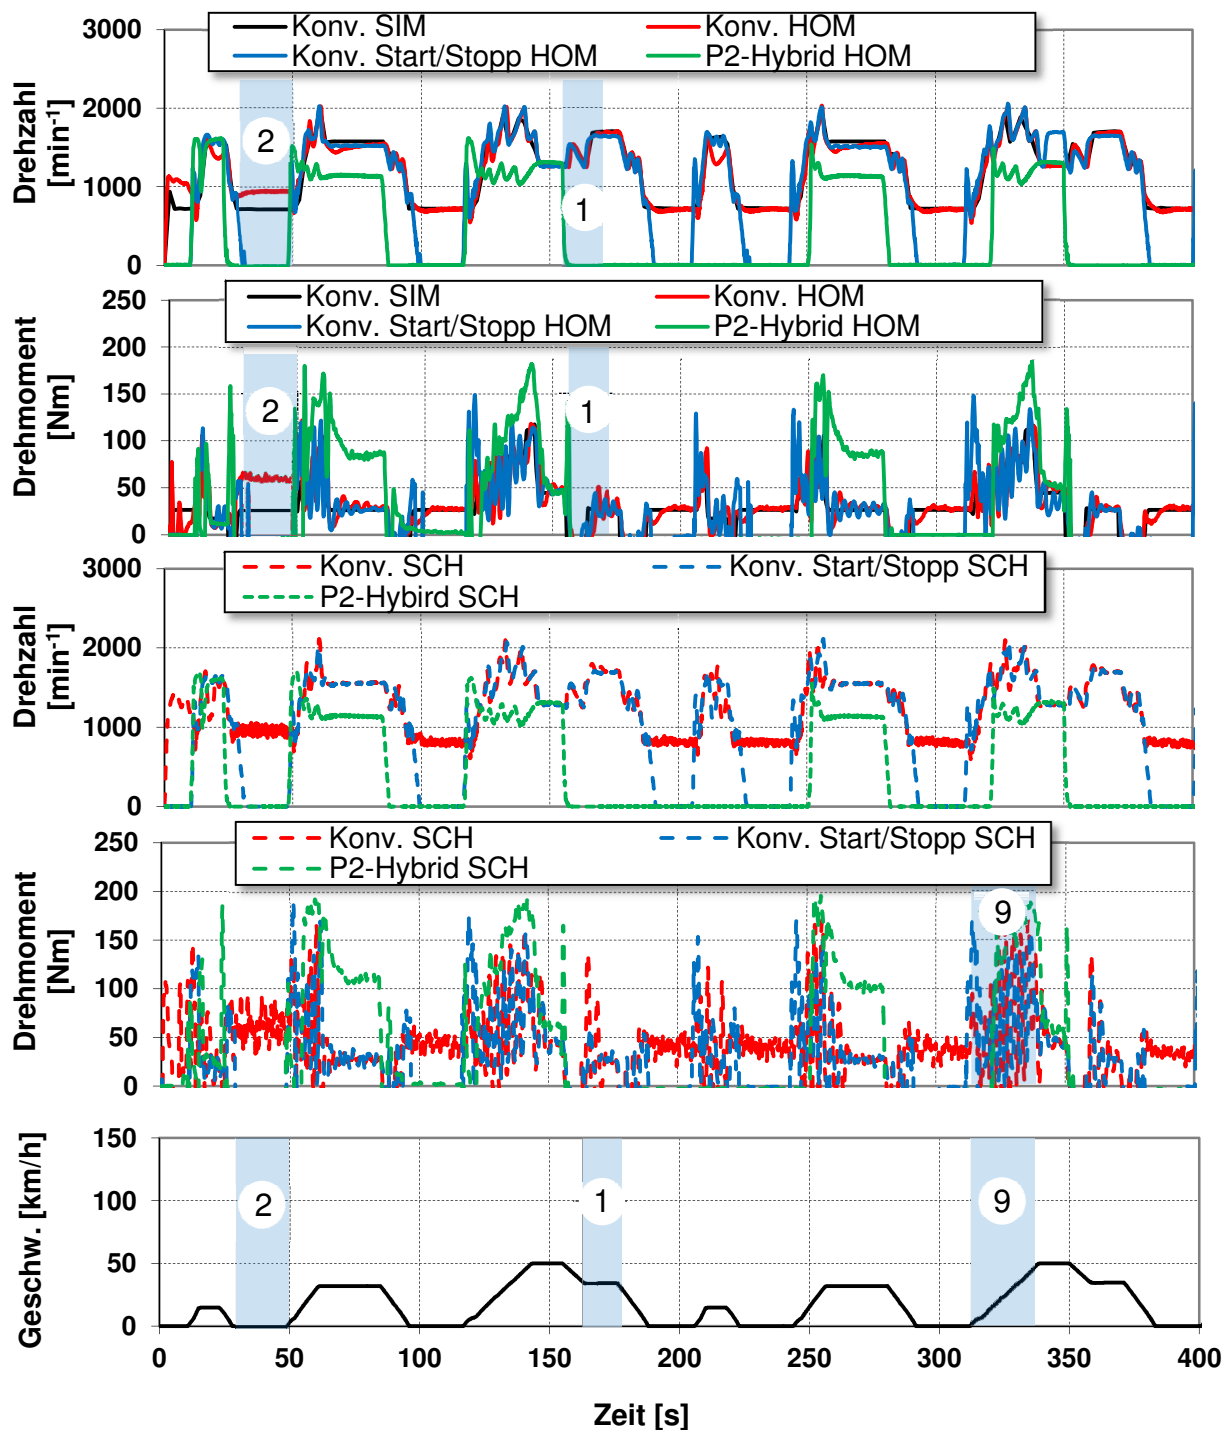 Konv. SIM Konv. HOM
Konv. Start/Stopp HOM P2-Hybrid HOM
Drehzahl
[min⁻¹]
3000
2000
1000
0
2
1
Konv. SIM Konv. HOM
Konv. Start/Stopp HOM P2-Hybrid HOM
Drehmoment
[Nm]
250
200
150
100
50
0
2
1
Konv. SCH Konv. Start/Stopp SCH
P2-Hybird SCH
Drehzahl
[min⁻¹]
3000
2000
1000
0
Konv. SCH Konv. Start/Stopp SCH
P2-Hybrid SCH
Drehmoment
[Nm]
250
200
150
100
50
0
9
Geschw. [km/h]
150
100
50
0
2
1
9
0 50 100 150 200 250 300 350 400
Zeit [s]